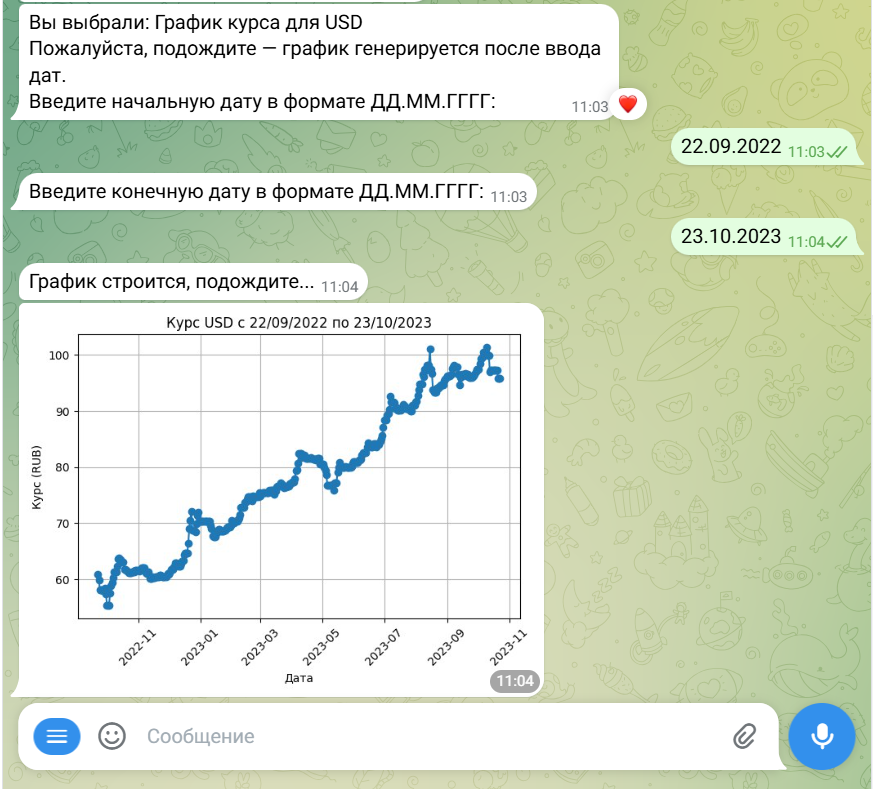 Вы выбрали: График курса для USD
Пожалуйста, подождите — график генерируется после ввода
дат.
Введите начальную дату в формате ДД.ММ.ГГГГ:
11:03
22.09.2022 11:03
Введите конечную дату в формате ДД.ММ.ГГГГ: 11:03
23.10.2023 11:04
График строится, подождите... 11:04
Курс USD с 22/09/2022 по 23/10/2023
100
90
80
70
60
Курс (RUB)
2022-11
2023-01
2023-03
2023-05
2023-07
2023-09
2023-11
Дата
11:04
Сообщение